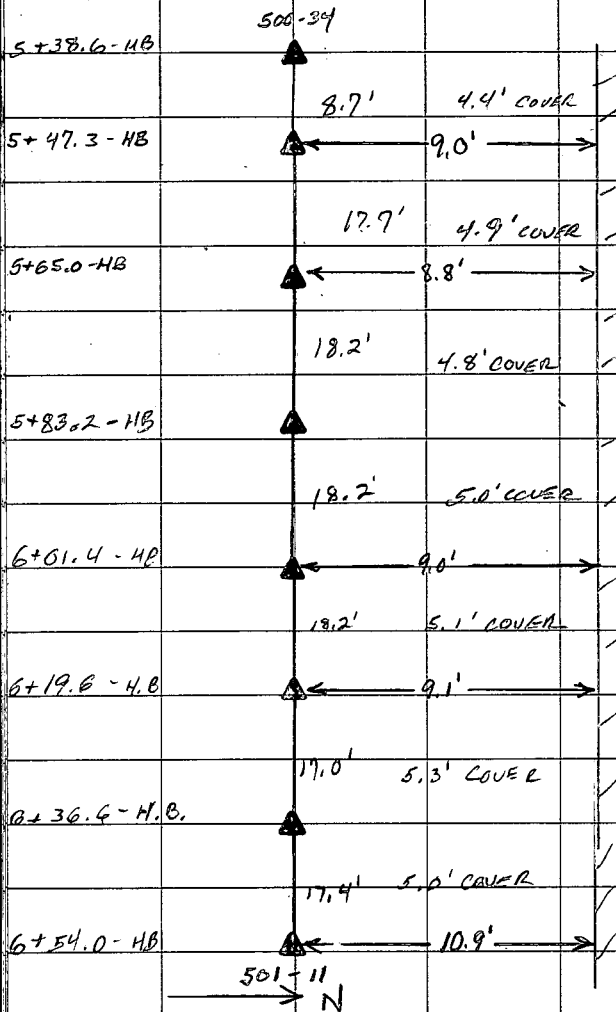 500-34
5+38.6-HB
8.7' 4.4' COVER
5+47.3-HB 9.0'
17.7' 4.9' COVER
5+65.0-HB 8.8'
18.2' 4.8' COVER
5+83.2-HB
18.2' 5.0' COVER
6+01.4-HB 9.0'
18.2' 5.1' COVER
6+19.6-H.B 9.1'
17.0' 5.3' COVER
6+36.6-H.B.
17.4' 5.0' COVER
6+54.0-HB 10.9'
501-11
N